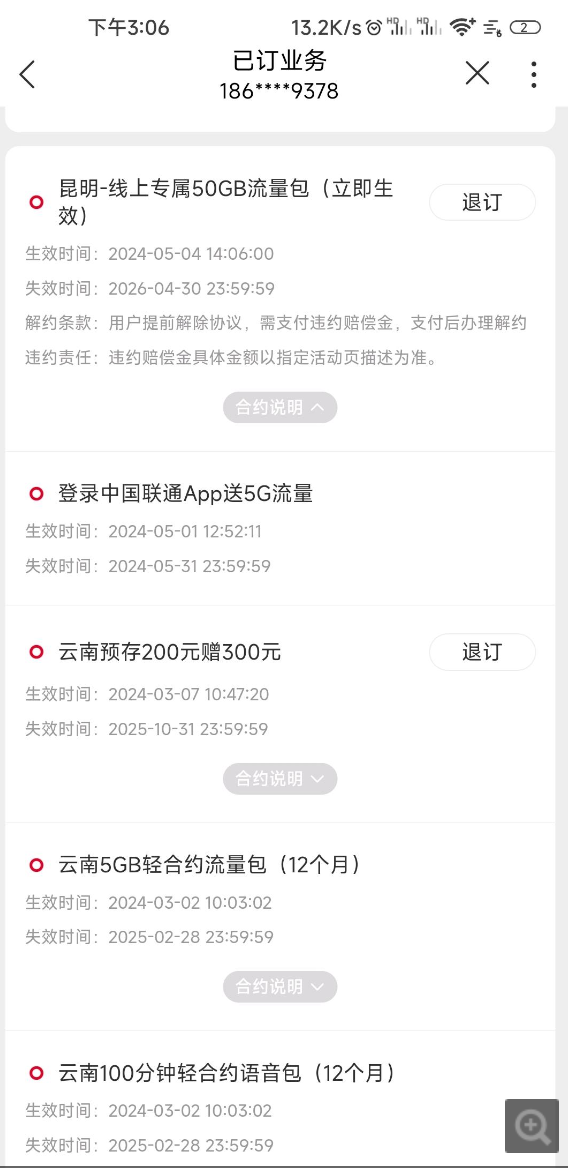 下午3:06
13.2K/s
HD
HD
6
2
已订业务
186****9378
昆明-线上专属50GB流量包（立即生
效）
退订
生效时间：2024-05-04 14:06:00
失效时间：2026-04-30 23:59:59
解约条款：用户提前解除协议，需支付违约赔偿金，支付后办理解约
违约责任：违约赔偿金具体金额以指定活动页描述为准。
合约说明
登录中国联通App送5G流量
生效时间：2024-05-01 12:52:11
失效时间：2024-05-31 23:59:59
云南预存200元赠300元
退订
生效时间：2024-03-07 10:47:20
失效时间：2025-10-31 23:59:59
合约说明
云南5GB轻合约流量包（12个月）
生效时间：2024-03-02 10:03:02
失效时间：2025-02-28 23:59:59
合约说明
云南100分钟轻合约语音包（12个月）
生效时间：2024-03-02 10:03:02
失效时间：2025-02-28 23:59:59